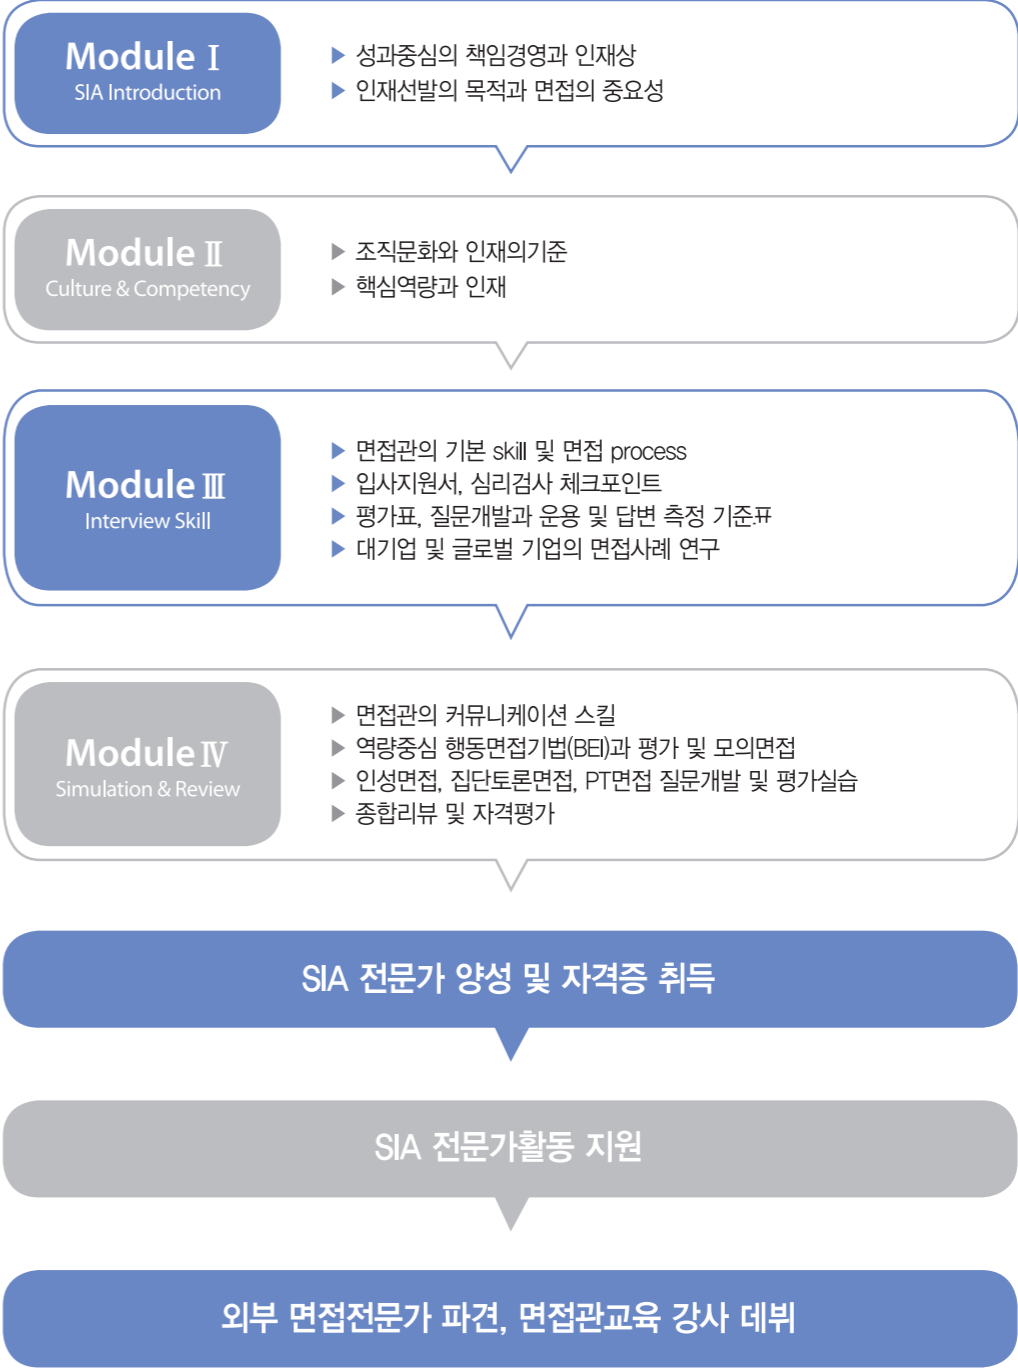 Module Ⅰ
SIA Introduction
▶ 성과중심의 책임경영과 인재상
▶ 인재선발의 목적과 면접의 중요성
Module Ⅱ
Culture & Competency
▶ 조직문화와 인재의기준
▶ 핵심역량과 인재
Module Ⅲ
Interview Skill
▶ 면접관의 기본 skill 및 면접 process
▶ 입사지원서, 심리검사 체크포인트
▶ 평가표, 질문개발과 운용 및 답변 측정 기준표
▶ 대기업 및 글로벌 기업의 면접사례 연구
Module Ⅳ
Simulation & Review
▶ 면접관의 커뮤니케이션 스킬
▶ 역량중심 행동면접기법(BEI)과 평가 및 모의면접
▶ 인성면접, 집단토론면접, PT면접 질문개발 및 평가실습
▶ 종합리뷰 및 자격평가
SIA 전문가 양성 및 자격증 취득
SIA 전문가활동 지원
외부 면접전문가 파견, 면접관교육 강사 데뷔